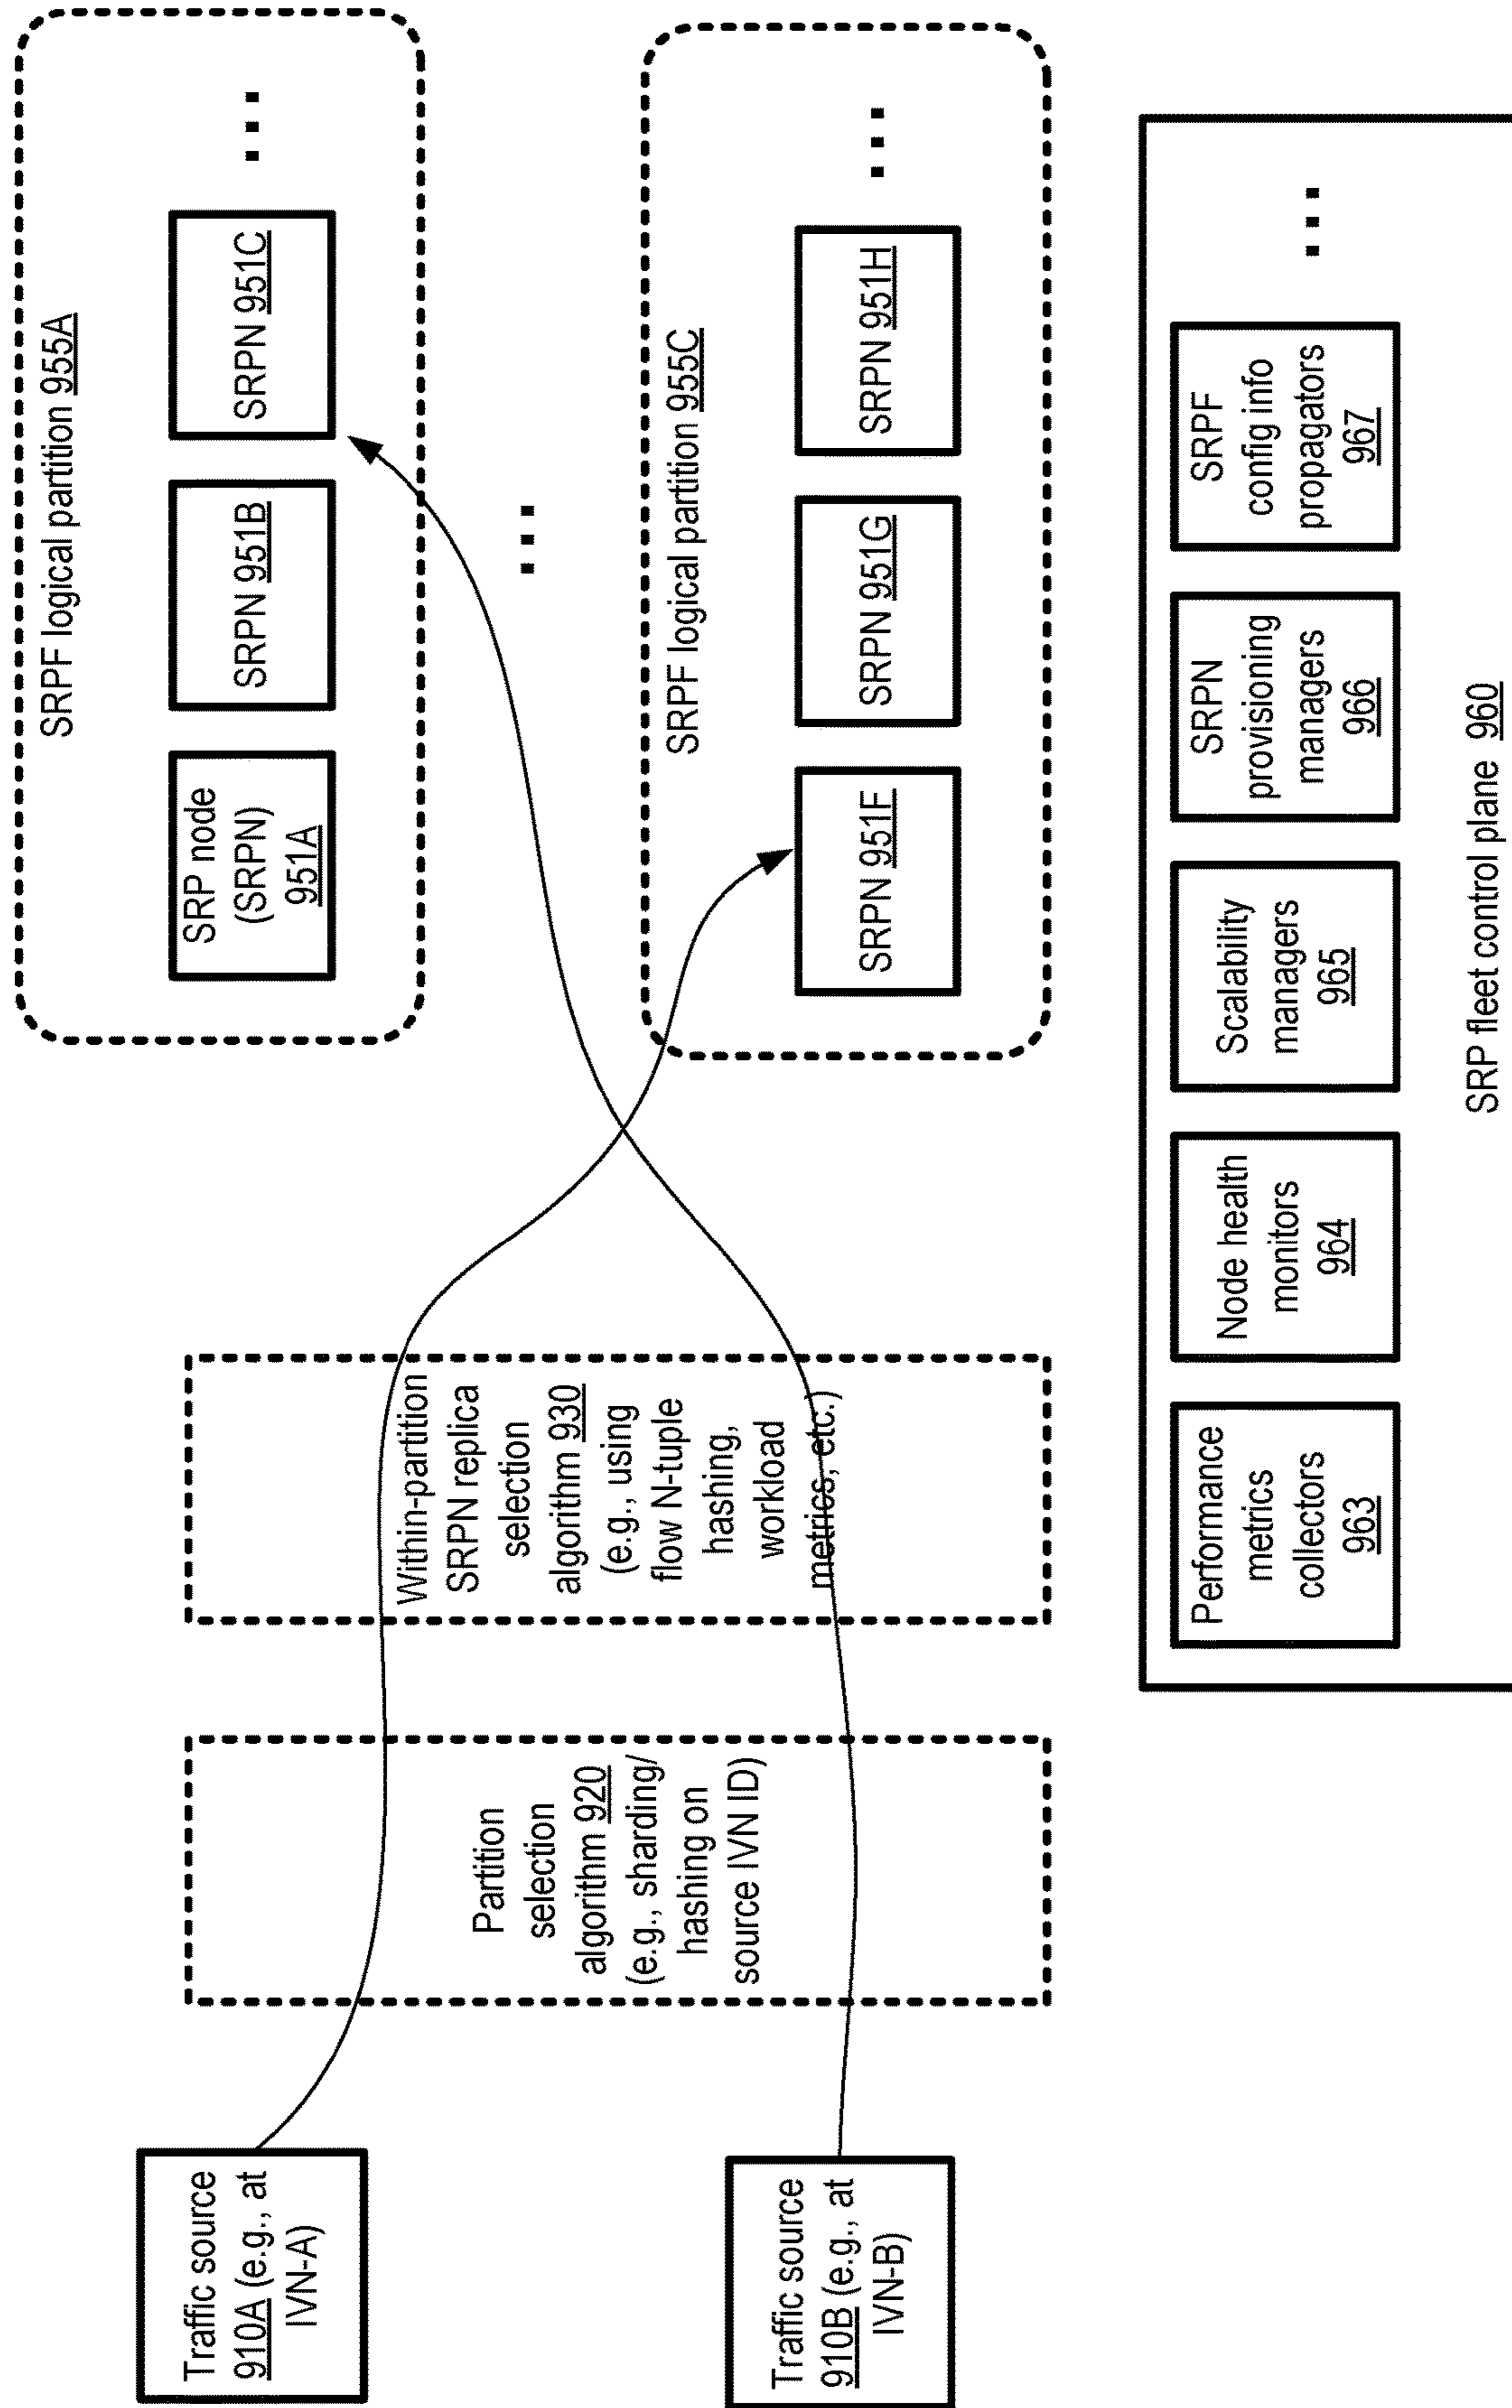 SRPF logical partition 955A
SRP node
(SRPN)
951A
SRPN 951B
SRPN 951C
...
...
Traffic source
910A (e.g., at
IVN-A)
Partition
selection
algorithm 920
(e.g., sharding/
hashing on
source IVN ID)
Within-partition
SRPN replica
selection
algorithm 930
(e.g., using
flow N-tuple
hashing,
workload
metrics, etc.)
SRPF logical partition 955C
SRPN 951F
SRPN 951G
SRPN 951H
...
Traffic source
910B (e.g., at
IVN-B)
Performance
metrics
collectors
963
Node health
monitors
964
Scalability
managers
965
SRPN
provisioning
managers
966
SRPF
config info
propagators
967
...
SRP fleet control plane 960